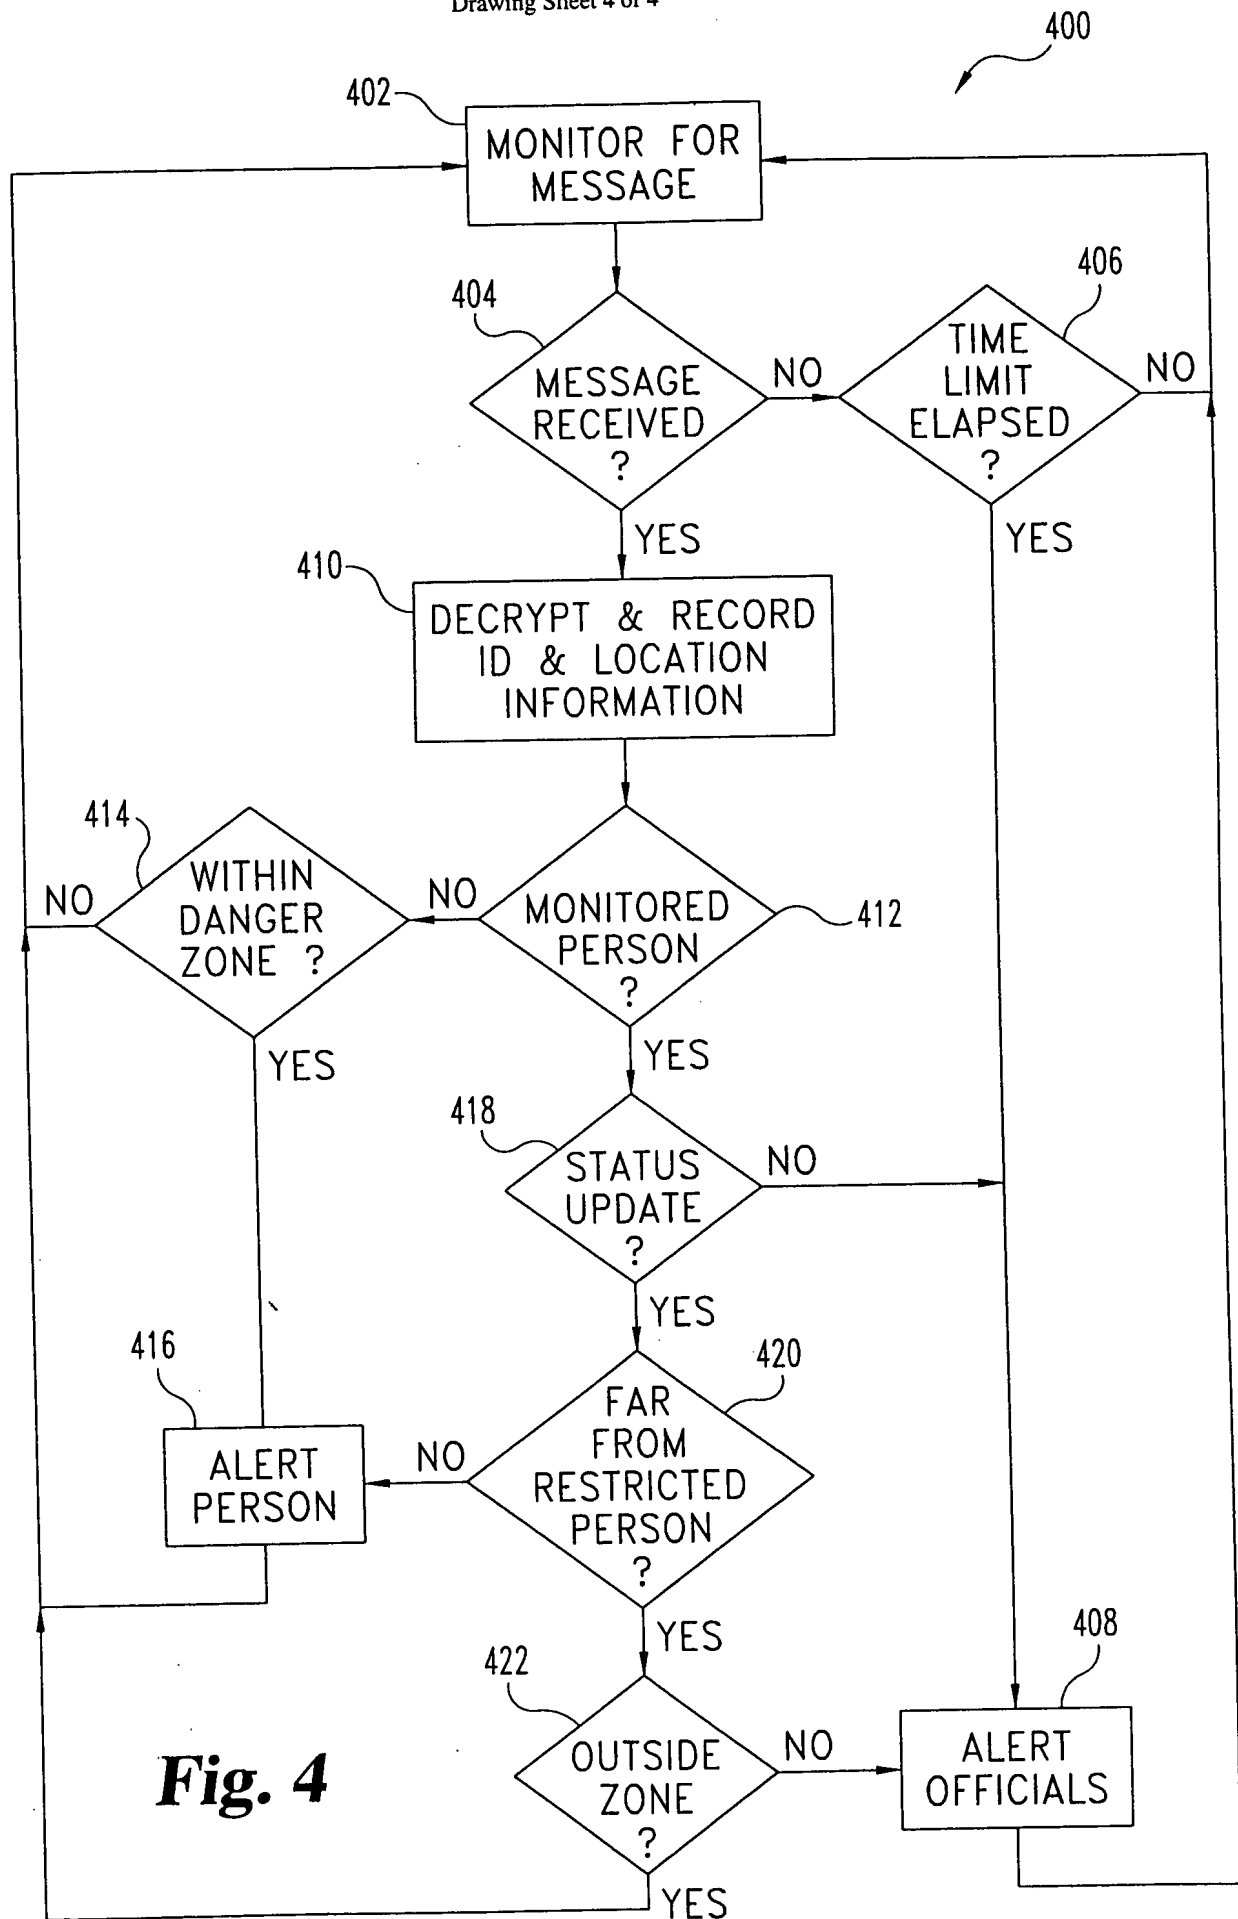 Drawing Sheet 4 of 4
400
402
MONITOR FOR
MESSAGE
404
MESSAGE
RECEIVED
?
NO
406
TIME
LIMIT
ELAPSED
?
NO
YES
YES
410
DECRYPT & RECORD
ID & LOCATION
INFORMATION
414
WITHIN
DANGER
ZONE ?
NO
NO
MONITORED
PERSON
?
412
YES
YES
418
STATUS
UPDATE
?
NO
YES
416
ALERT
PERSON
NO
420
FAR
FROM
RESTRICTED
PERSON
?
YES
422
OUTSIDE
ZONE
?
NO
408
ALERT
OFFICIALS
YES
Fig. 4